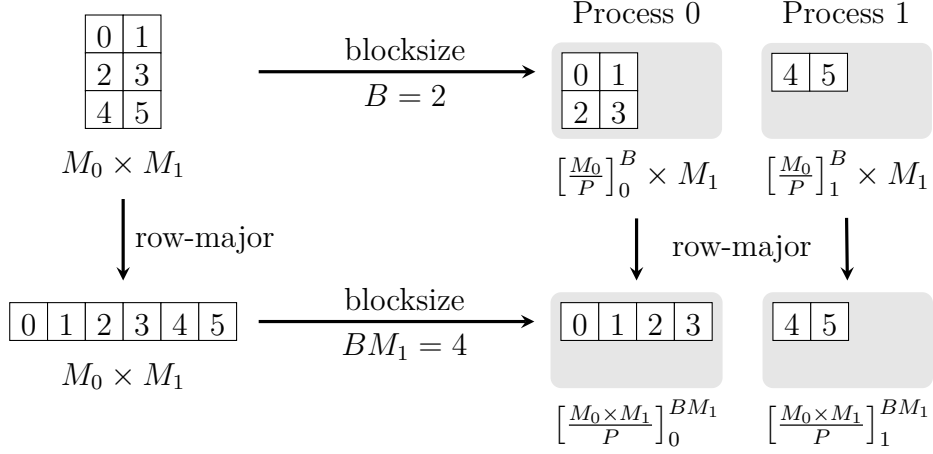 Process 0 Process 1
0 1
2 3
4 5
blocksize
B = 2
0 1
2 3
4 5
M₀ × M₁
[M₀/P]₀ᴮ × M₁
[M₀/P]₁ᴮ × M₁
row-major
row-major
0 1 2 3 4 5
blocksize
BM₁ = 4
0 1 2 3
4 5
M₀ × M₁
[M₀×M₁/P]₀^{BM₁}
[M₀×M₁/P]₁^{BM₁}